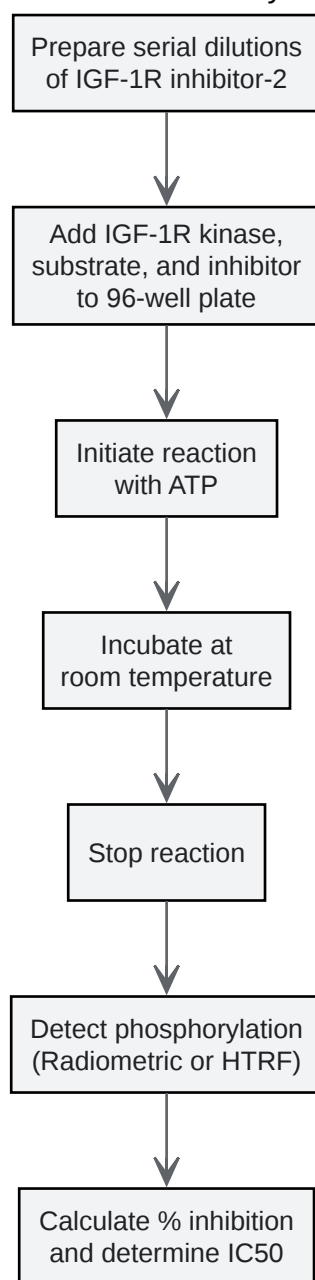 Prepare serial dilutions
of IGF-1R inhibitor-2
Add IGF-1R kinase,
substrate, and inhibitor
to 96-well plate
Initiate reaction
with ATP
Incubate at
room temperature
Stop reaction
Detect phosphorylation
(Radiometric or HTRF)
Calculate % inhibition
and determine IC50